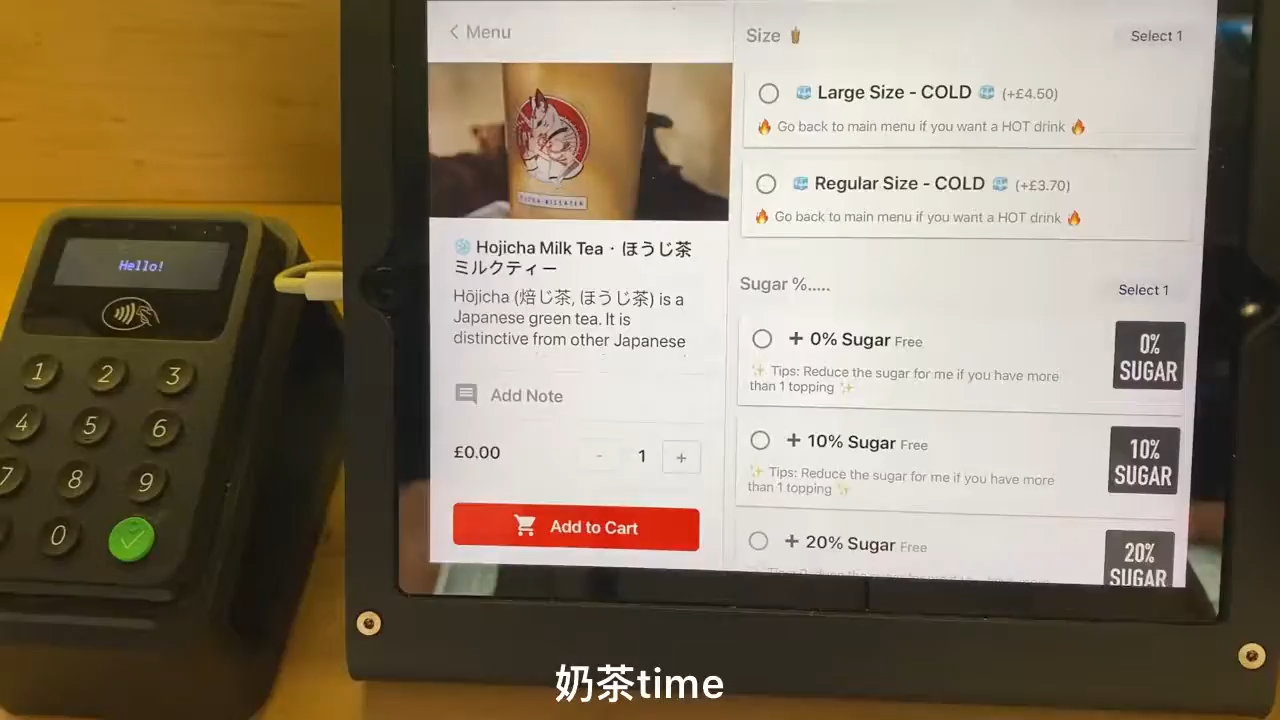 Hello!
1 2 3
4 5 6
7 8 9
0
Menu
Hojicha Milk Tea・ほうじ茶
ミルクティー
Hōjicha (焙じ茶, ほうじ茶) is a
Japanese green tea. It is
distinctive from other Japanese
Add Note
£0.00
- 1 +
Add to Cart
Size
Select 1
Large Size - COLD (+£4.50)
Go back to main menu if you want a HOT drink
Regular Size - COLD (+£3.70)
Go back to main menu if you want a HOT drink
Sugar %.....
Select 1
+ 0% Sugar Free
Tips: Reduce the sugar for me if you have more
than 1 topping
0%
SUGAR
+ 10% Sugar Free
Tips: Reduce the sugar for me if you have more
than 1 topping
10%
SUGAR
+ 20% Sugar Free
20%
SUGAR
奶茶time